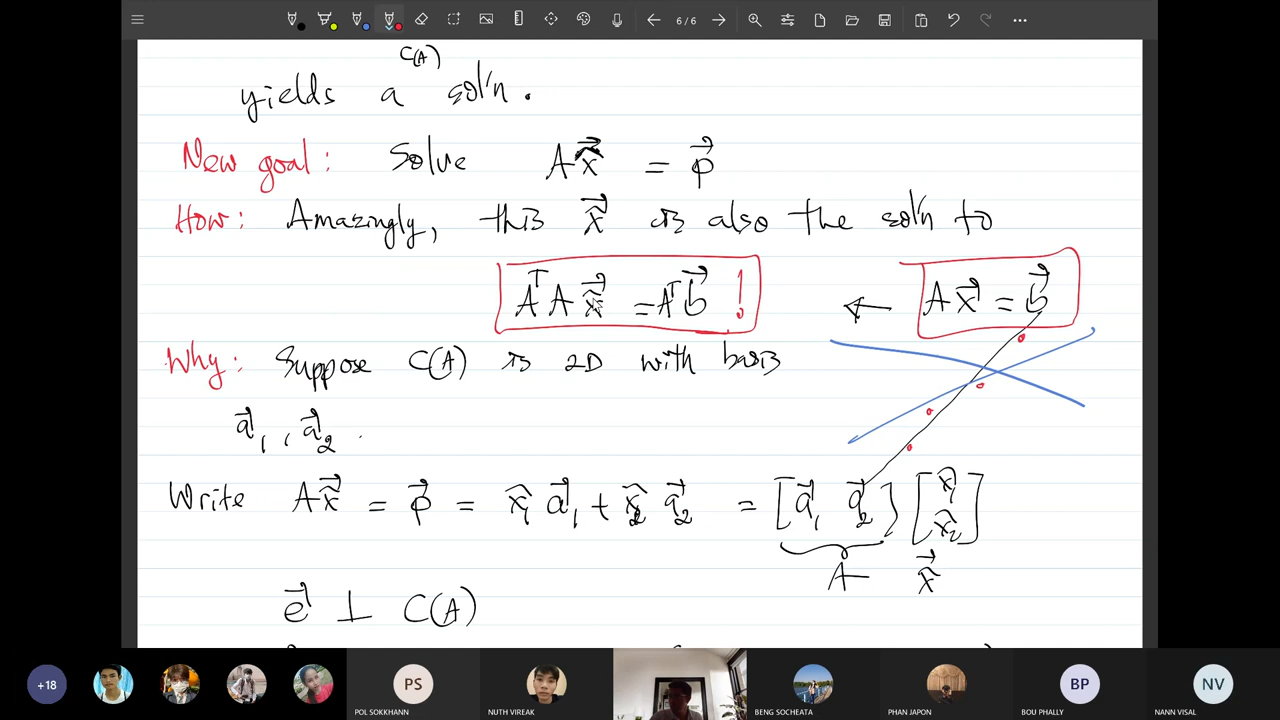 6/6
C(A)
yields a sol'n.
New goal: Solve A x̂⃗ = p⃗
How: Amazingly, this x̂⃗ is also the sol'n to
AᵀA x̂⃗ = Aᵀb⃗ ! ← A x⃗ = b⃗
Why: Suppose C(A) is 2D with basis
a⃗₁, a⃗₂.
Write A x̂⃗ = p⃗ = x̂₁ a⃗₁ + x̂₂ a⃗₂ = [a⃗₁ a⃗₂] [x̂₁ x̂₂]
A x̂⃗
e⃗ ⊥ C(A)
+18
PS
BP
NV
POL SOKKHANN
NUTH VIREAK
BENG SOCHEATA
PHAN JAPON
BOU PHALLY
NANN VISAL